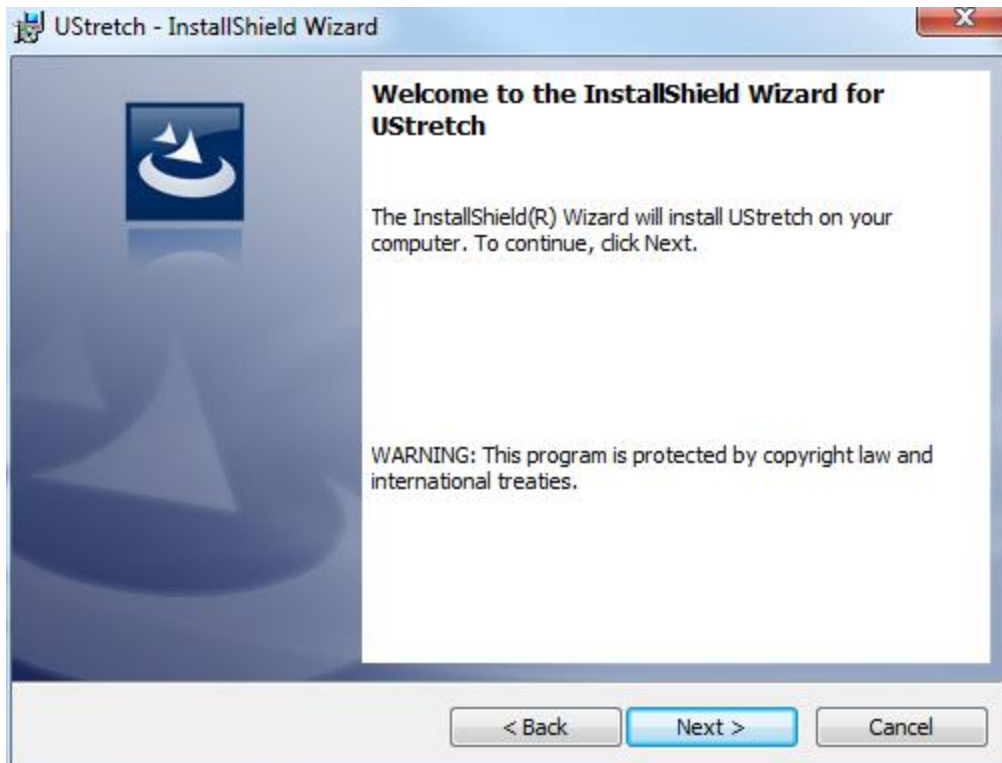 UStretch - InstallShield Wizard
Welcome to the InstallShield Wizard for
UStretch
The InstallShield(R) Wizard will install UStretch on your
computer. To continue, click Next.
WARNING: This program is protected by copyright law and
international treaties.
< Back Next > Cancel